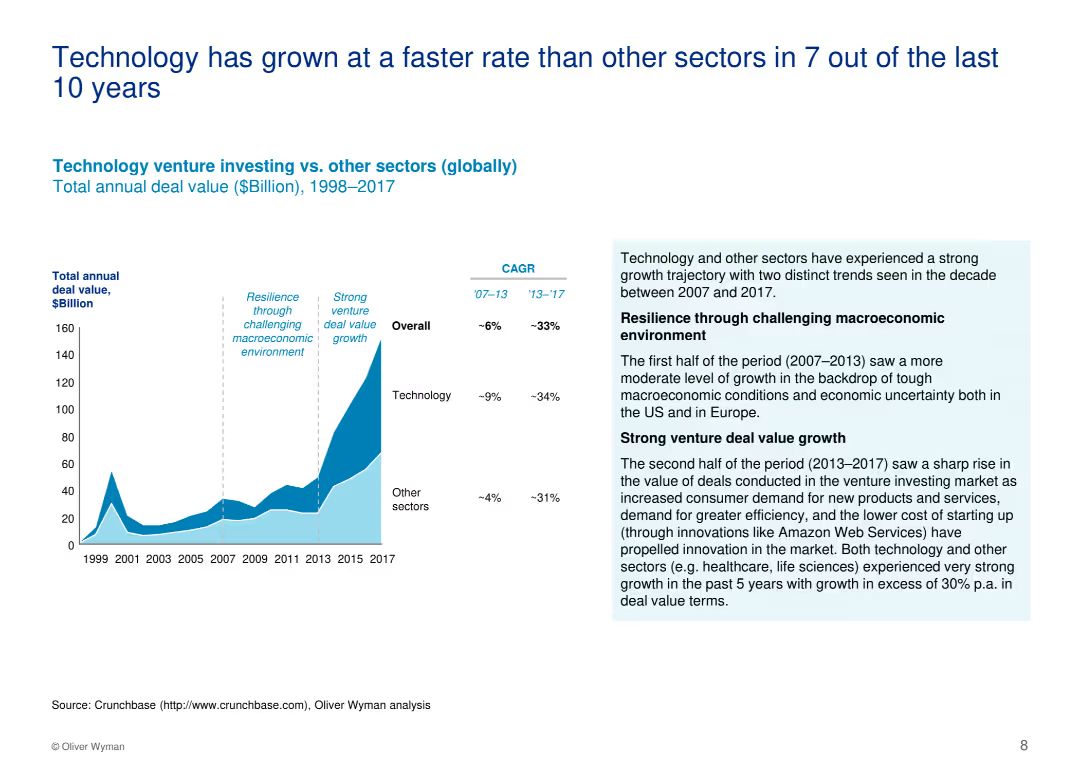 Technology has grown at a faster rate than other sectors in 7 out of the last
10 years
Technology venture investing vs. other sectors (globally)
Total annual deal value ($Billion), 1998–2017
Total annual
deal value,
$Billion
160
140
120
100
80
60
40
20
0
1999 2001 2003 2005 2007 2009 2011 2013 2015 2017
Resilience
through
challenging
macroeconomic
environment
Strong
venture
deal value
growth
CAGR
'07–13 '13–'17
Overall ~6% ~33%
Technology ~9% ~34%
Other
sectors ~4% ~31%
Technology and other sectors have experienced a strong
growth trajectory with two distinct trends seen in the decade
between 2007 and 2017.
Resilience through challenging macroeconomic
environment
The first half of the period (2007–2013) saw a more
moderate level of growth in the backdrop of tough
macroeconomic conditions and economic uncertainty both in
the US and in Europe.
Strong venture deal value growth
The second half of the period (2013–2017) saw a sharp rise in
the value of deals conducted in the venture investing market as
increased consumer demand for new products and services,
demand for greater efficiency, and the lower cost of starting up
(through innovations like Amazon Web Services) have
propelled innovation in the market. Both technology and other
sectors (e.g. healthcare, life sciences) experienced very strong
growth in the past 5 years with growth in excess of 30% p.a. in
deal value terms.
Source: Crunchbase (http://www.crunchbase.com), Oliver Wyman analysis
© Oliver Wyman
8